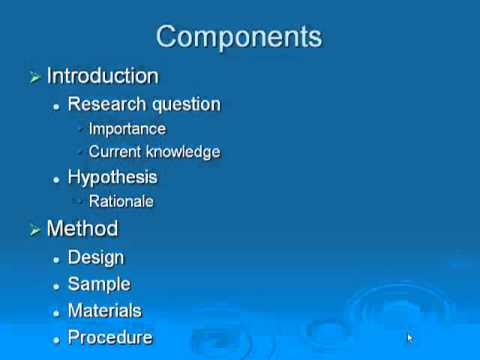 Components
Introduction
Research question
Importance
Current knowledge
Hypothesis
Rationale
Method
Design
Sample
Materials
Procedure